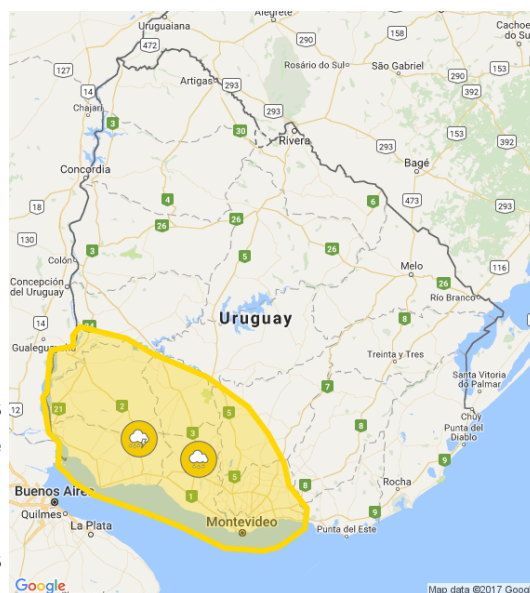 Uruguaiana
Alegrete
Cachoe
do Su
472
290
158
Rosário do Sul
São Gabriel
127
14
Artigas
293
290
153
392
Chajarí
3
293
30
Rivera
153
Bagé
293
Concordia
473
18
4
6
26
26
130
Colón
3
26
5
116
Concepción
del Uruguay
Melo
26
Río Branco
14
Uruguay
8
Gualeguaychú
Treinta y Tres
Santa Vitoria
do Palmar
12
7
21
2
5
Chuy
3
8
Punta del
Diablo
5
9
1
8
Rocha
Buenos Aires
Montevideo
9
Quilmes
La Plata
Punta del Este
Google
Map data ©2017 Google